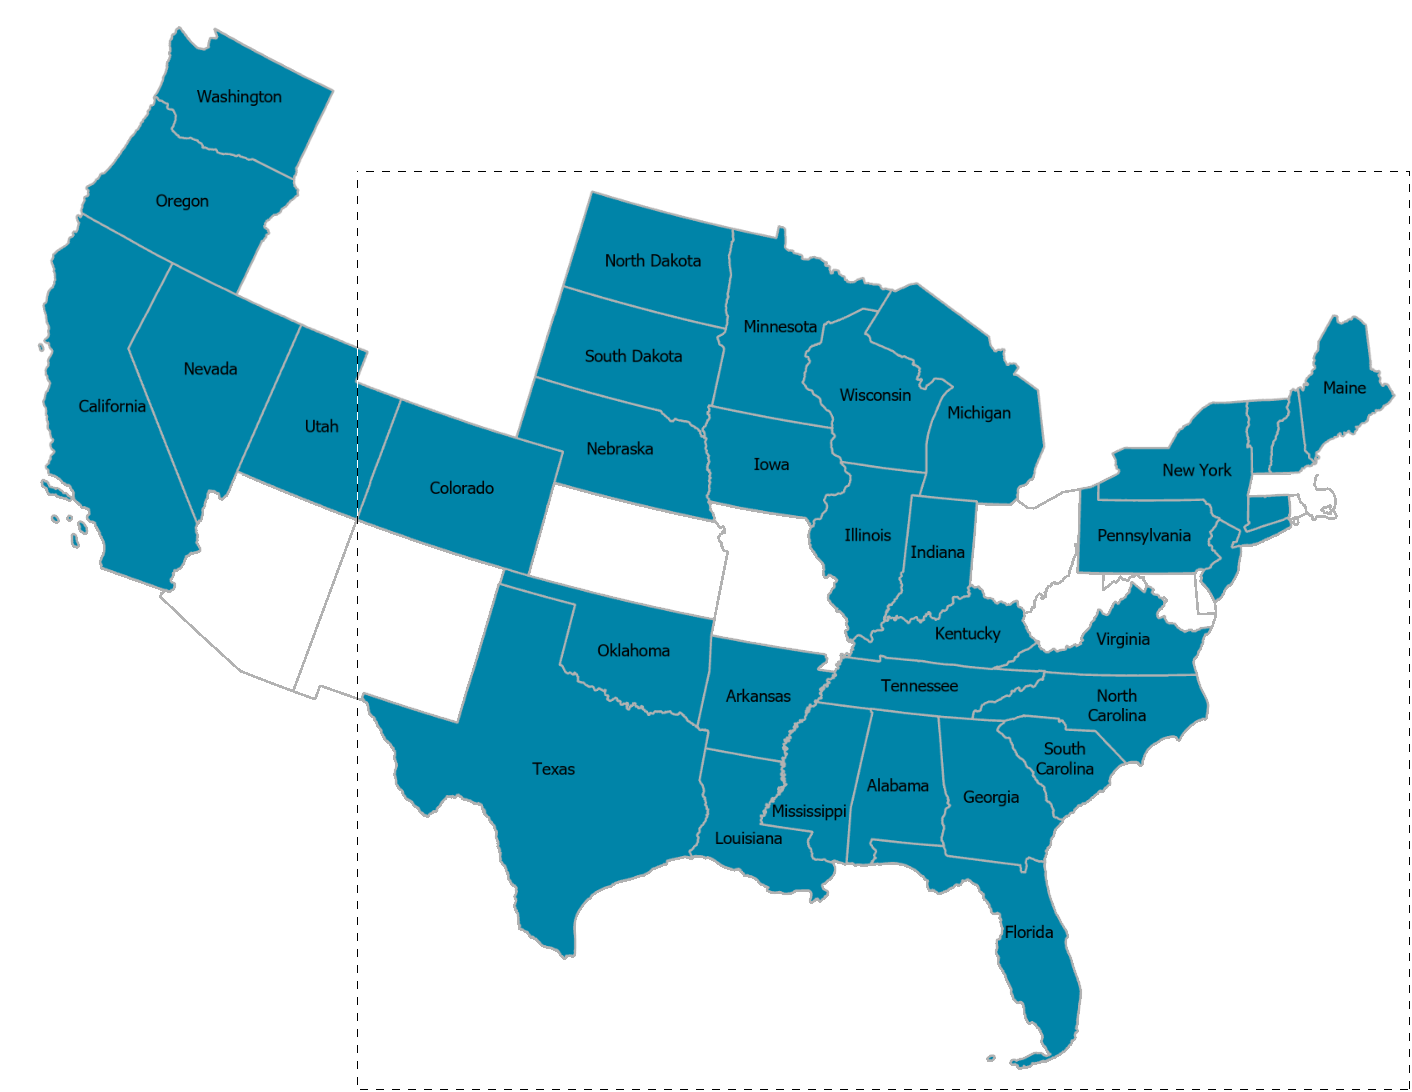 Washington
Oregon
North Dakota
Minnesota
South Dakota
Nevada
Maine
Wisconsin
California
Michigan
Utah
Nebraska
Iowa
New York
Colorado
Illinois
Pennsylvania
Indiana
Kentucky
Virginia
Oklahoma
Tennessee
Arkansas
North
Carolina
South
Carolina
Texas
Alabama
Georgia
Mississippi
Louisiana
Florida